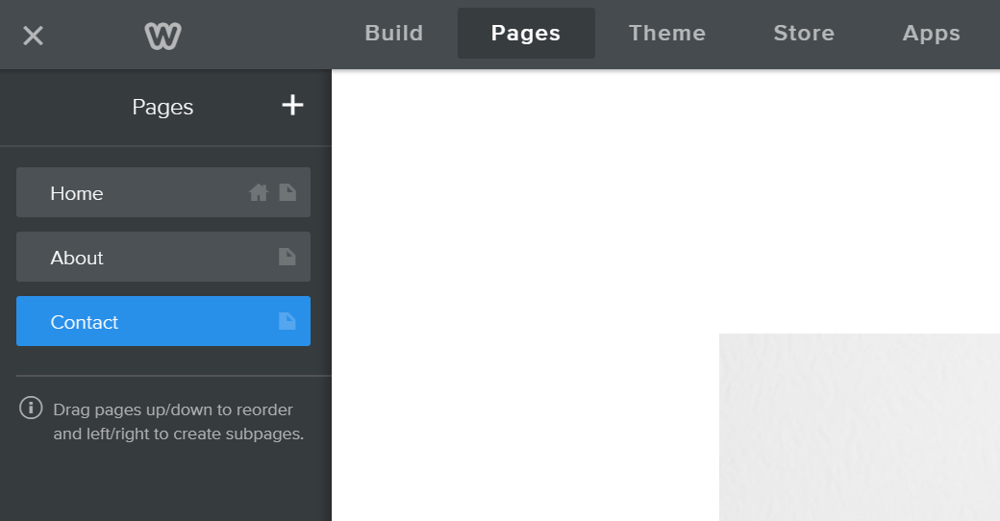 Build Pages Theme Store Apps
Pages
Home
About
Contact
Drag pages up/down to reorder
and left/right to create subpages.